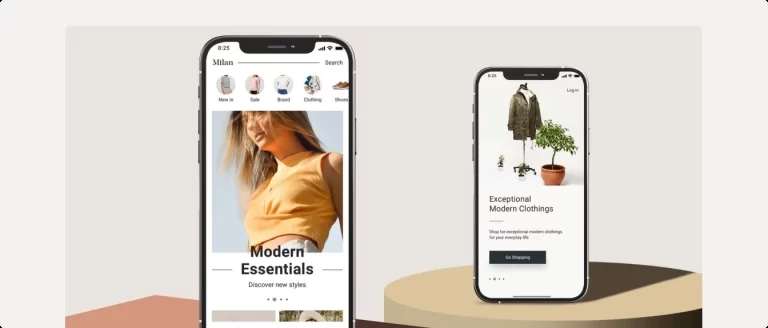 8:25
Milan
Search
New in
Sale
Brand
Clothing
Shoes
Modern
Essentials
Discover new styles
8:25
Log in
Exceptional
Modern Clothings
Shop for exceptional modern clothings
for your everyday life
Go Shopping